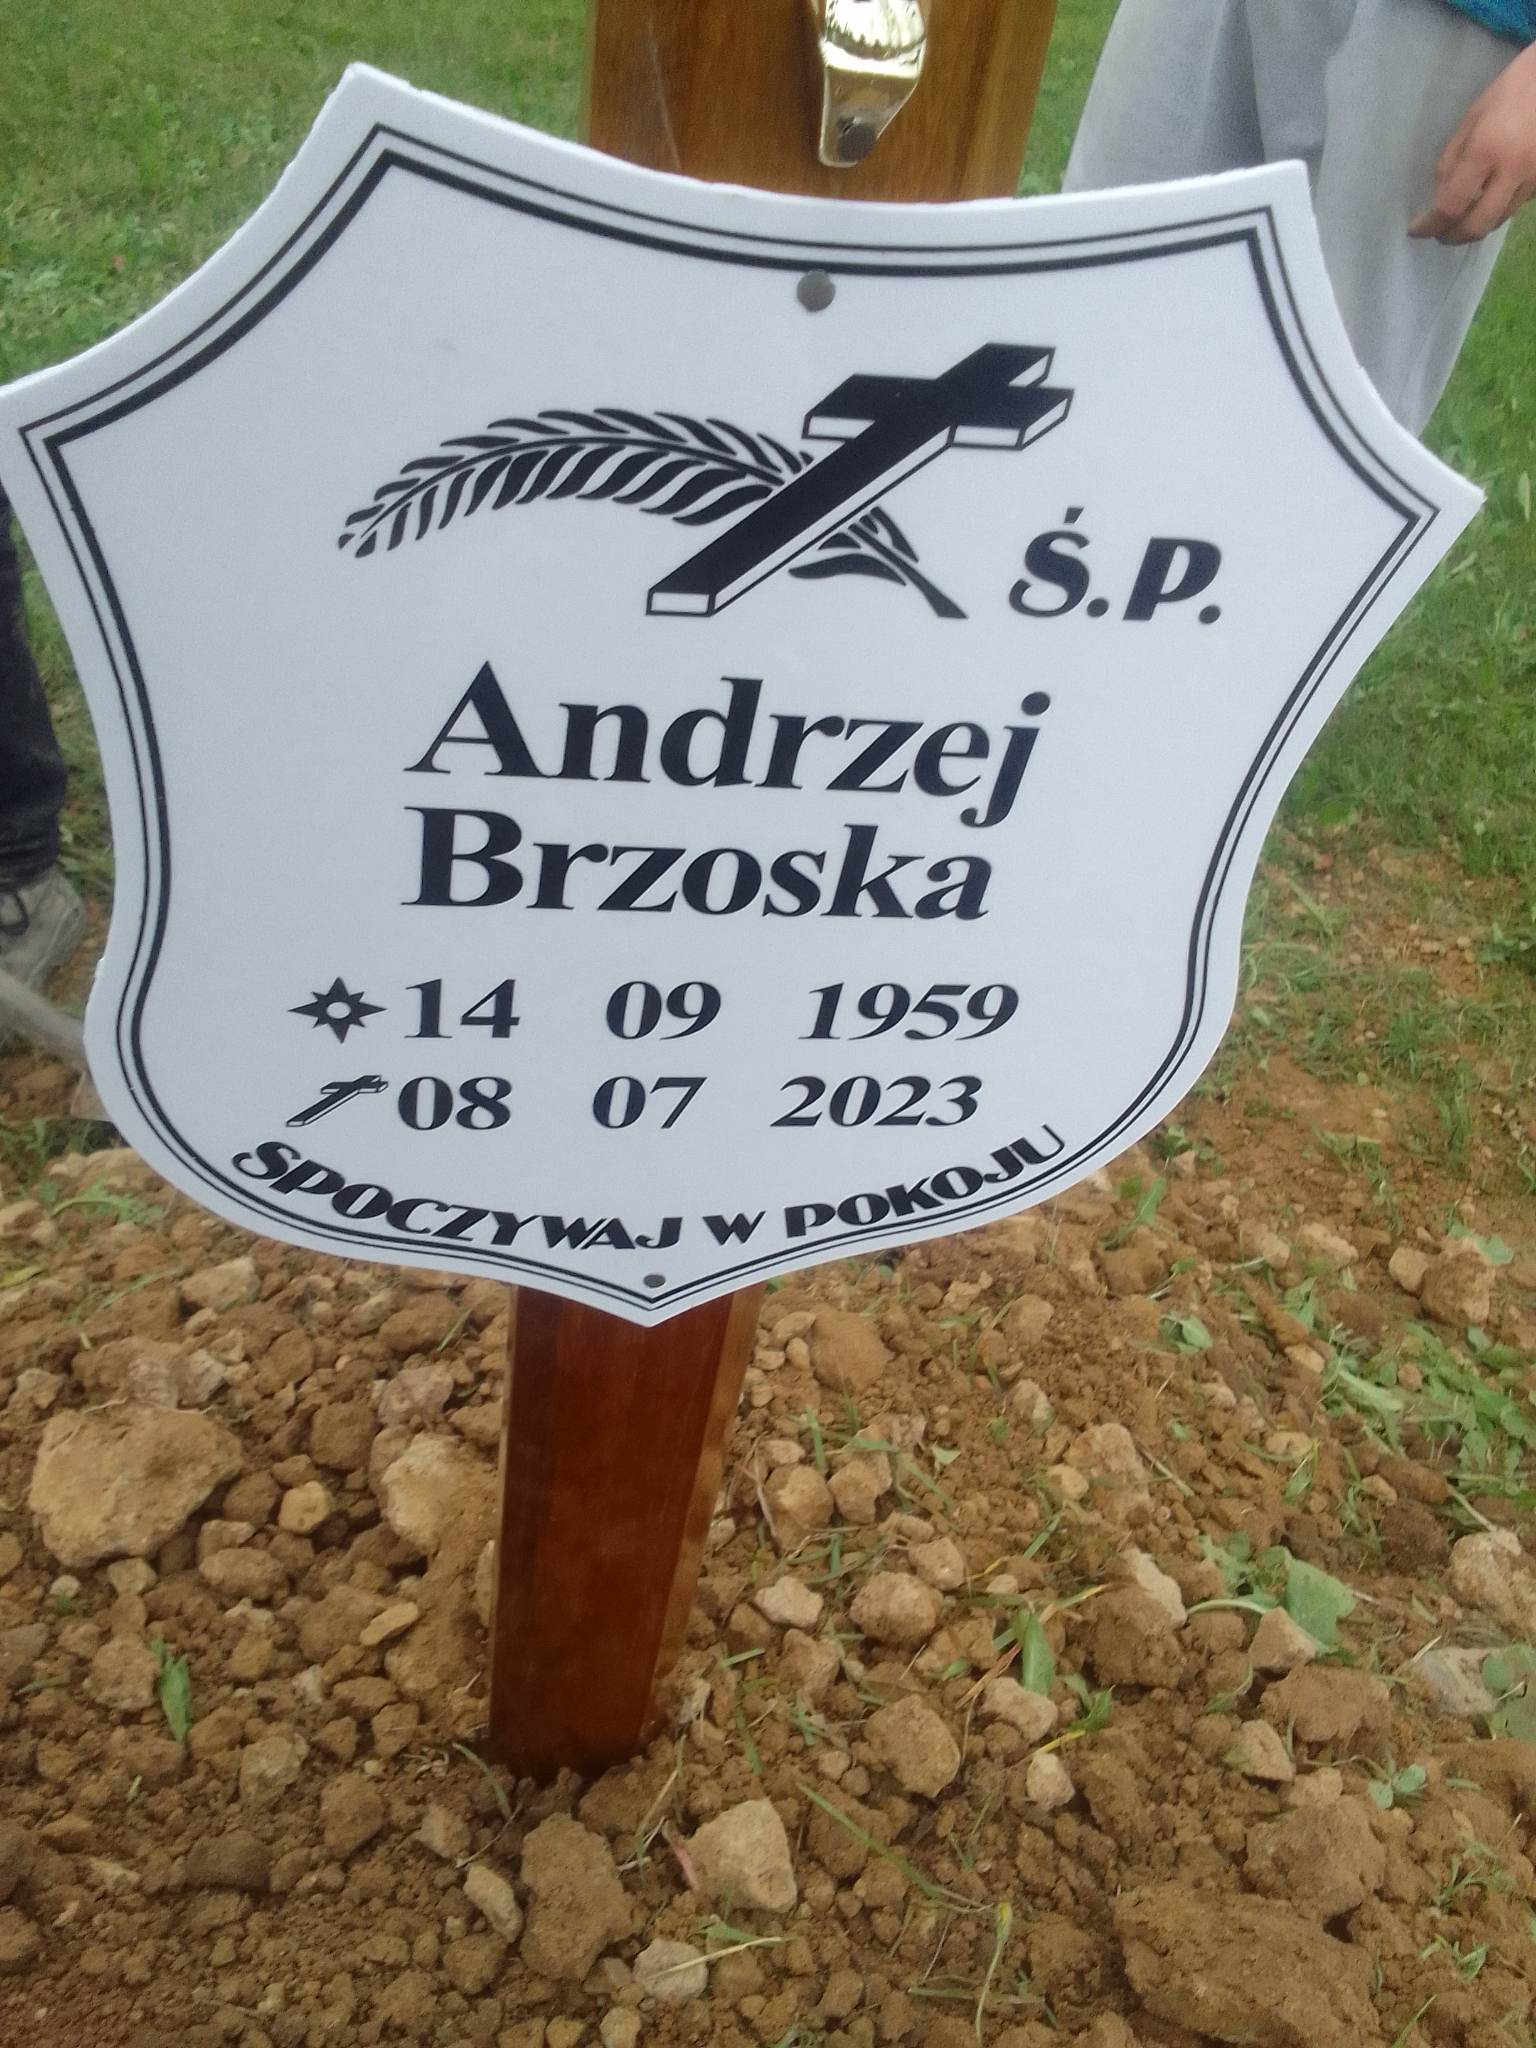 Ś.P.
Andrzej
Brzoska
14 09 1959
08 07 2023
SPOCZYWAJ W POKOJU